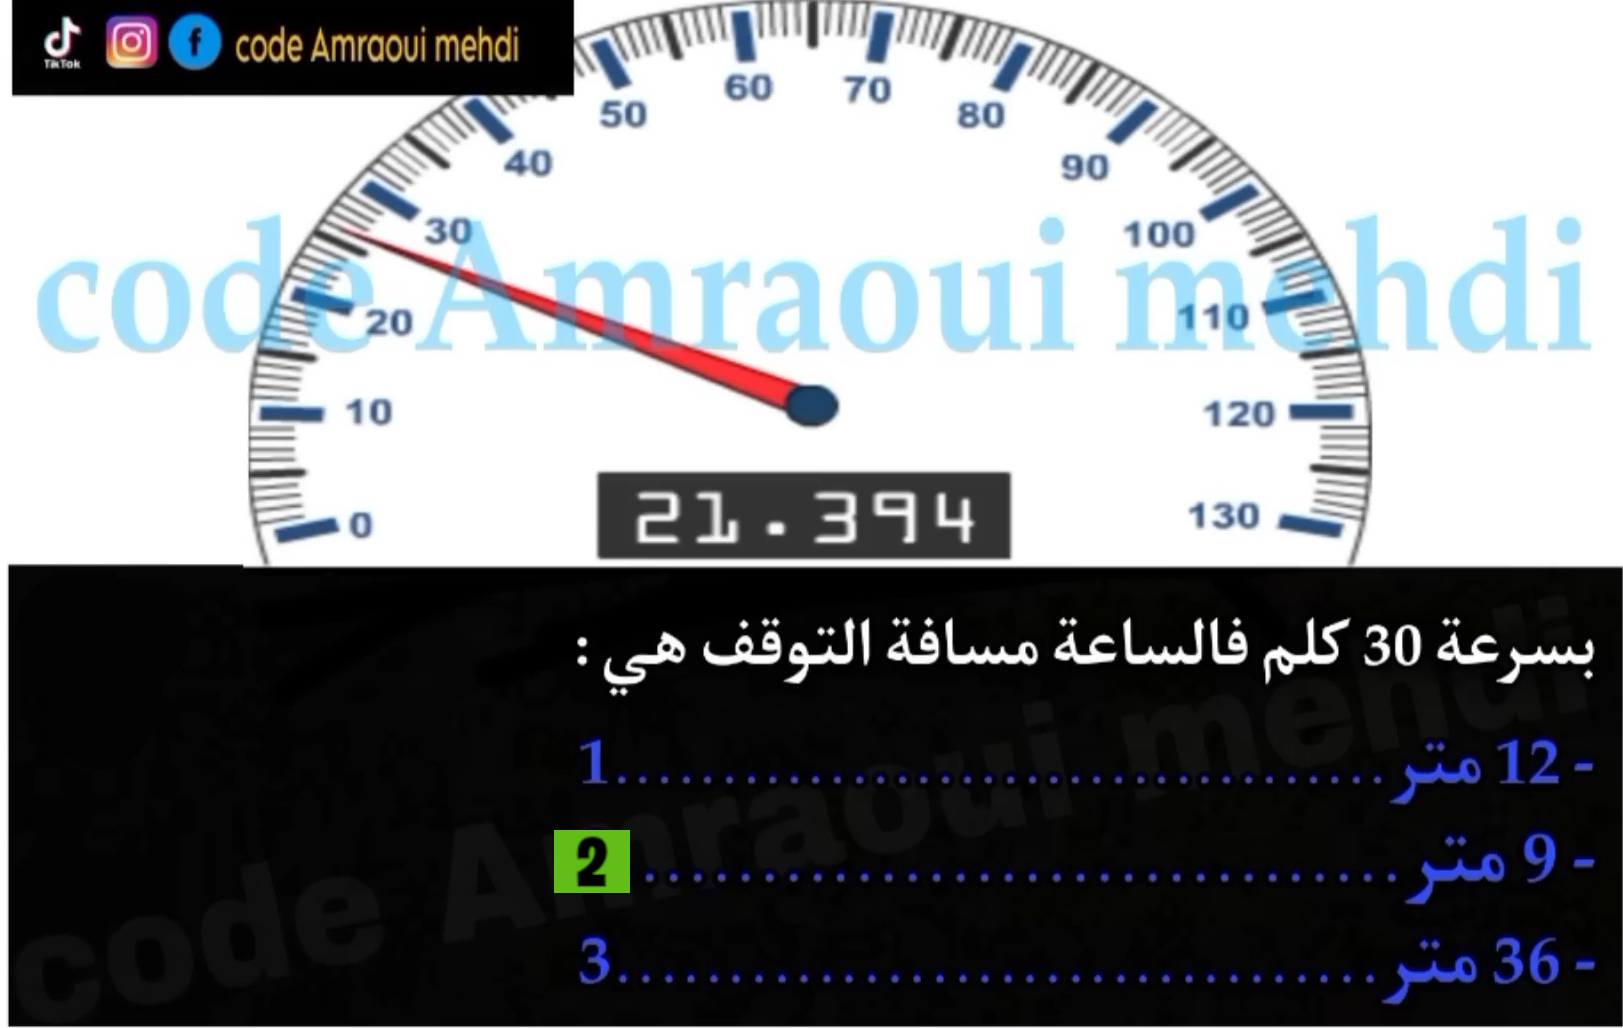 TikTok
code Amraoui mehdi
0
10
20
30
40
50
60
70
80
90
100
110
120
130
code Amraoui mehdi
21.394
بسرعة 30 كلم فالساعة مسافة التوقف هي :
- 12 متر......................................1
- 9 متر......................................2
- 36 متر......................................3
code Amraoui mehdi